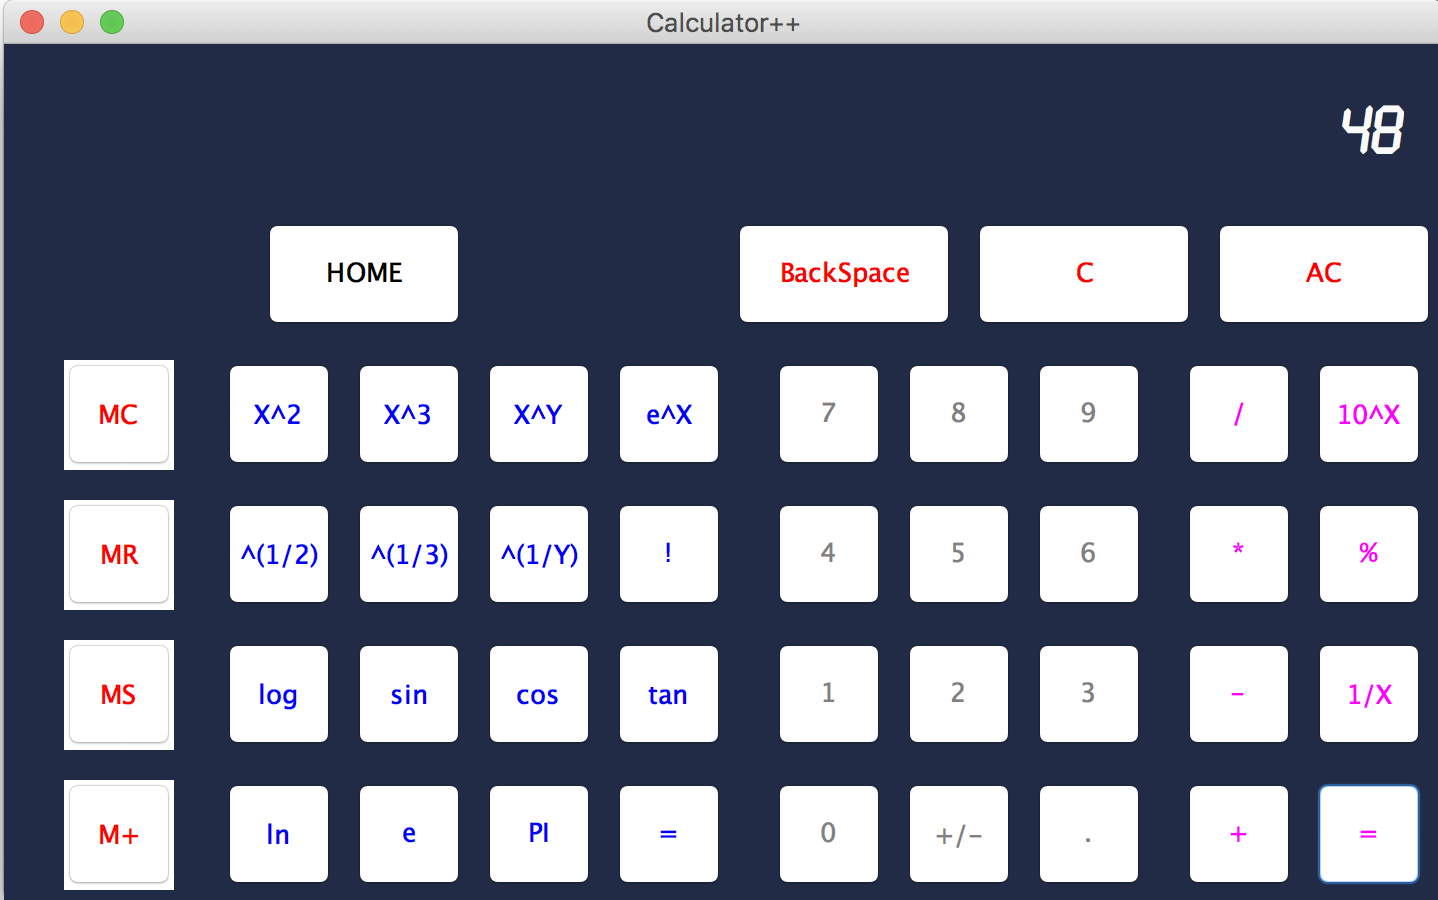 Calculator++
48
HOME BackSpace C AC
MC X^2 X^3 X^Y e^X 7 8 9 / 10^X
MR ^(1/2) ^(1/3) ^(1/Y) ! 4 5 6 * %
MS log sin cos tan 1 2 3 - 1/X
M+ ln e PI = 0 +/- . + =